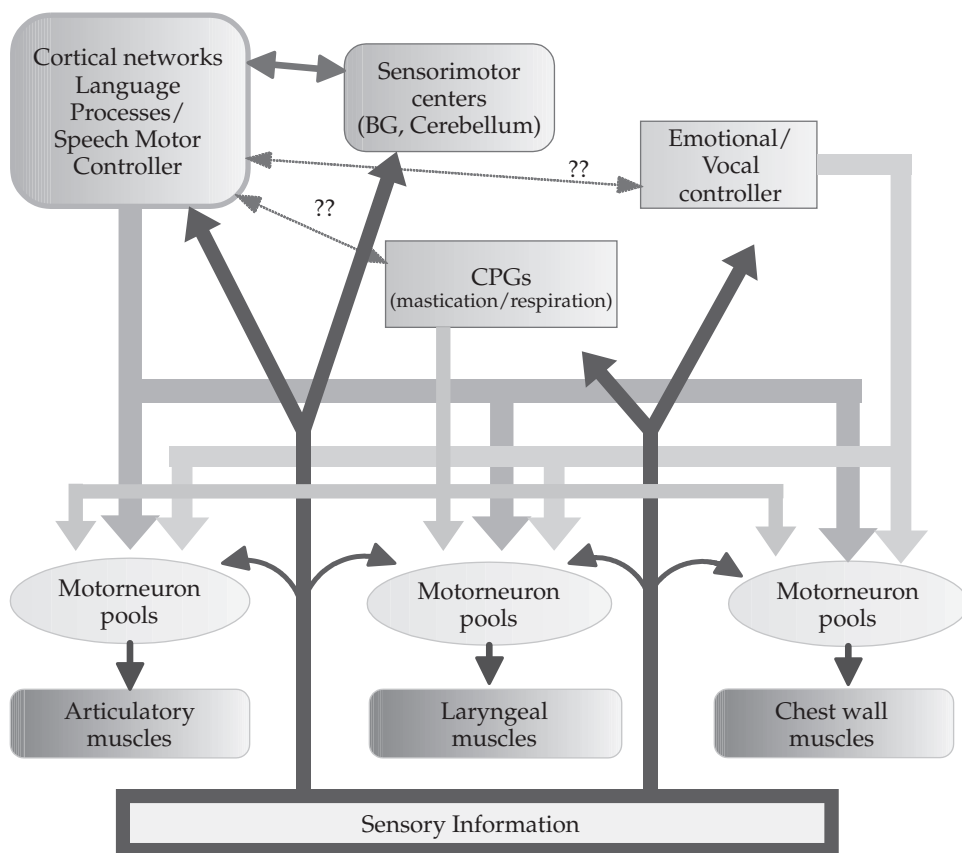 Cortical networks
Language
Processes/
Speech Motor
Controller
Sensorimotor
centers
(BG, Cerebellum)
Emotional/
Vocal
controller
??
??
CPGs
(mastication/respiration)
Motorneuron
pools
Motorneuron
pools
Motorneuron
pools
Articulatory
muscles
Laryngeal
muscles
Chest wall
muscles
Sensory Information